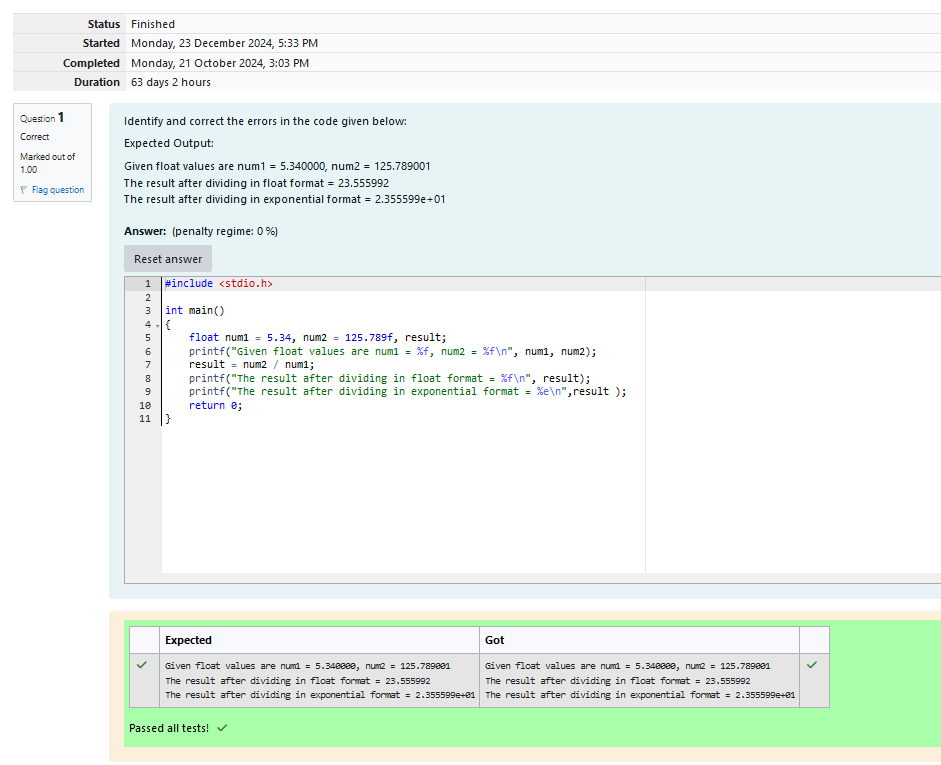 Status Finished
Started Monday, 23 December 2024, 5:33 PM
Completed Monday, 21 October 2024, 3:03 PM
Duration 63 days 2 hours
Question 1
Correct
Marked out of
1.00
Flag question
Identify and correct the errors in the code given below:
Expected Output:
Given float values are num1 = 5.340000, num2 = 125.789001
The result after dividing in float format = 23.555992
The result after dividing in exponential format = 2.355599e+01
Answer: (penalty regime: 0 %)
Reset answer
1 #include <stdio.h>
2
3 int main()
4 {
5 float num1 = 5.34, num2 = 125.789f, result;
6 printf("Given float values are num1 = %f, num2 = %f\n", num1, num2);
7 result = num2 / num1;
8 printf("The result after dividing in float format = %f\n", result);
9 printf("The result after dividing in exponential format = %e\n",result );
10 return 0;
11 }
Expected Got
Given float values are num1 = 5.340000, num2 = 125.789001 Given float values are num1 = 5.340000, num2 = 125.789001
The result after dividing in float format = 23.555992 The result after dividing in float format = 23.555992
The result after dividing in exponential format = 2.355599e+01 The result after dividing in exponential format = 2.355599e+01
Passed all tests!